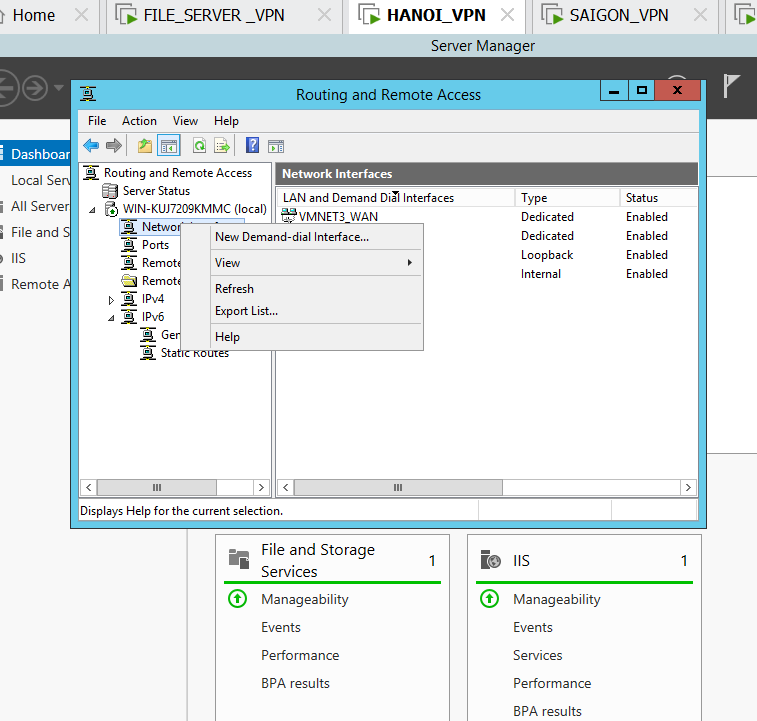 Home
FILE_SERVER _VPN
HANOI_VPN
SAIGON_VPN
Server Manager
Routing and Remote Access
File Action View Help
Routing and Remote Access
Server Status
WIN-KUJ7209KMMC (local)
Networ
Ports
Remote
Remote
IPv4
IPv6
Gen
Static Routes
Network Interfaces
LAN and Demand Dial Interfaces Type Status
VMNET3_WAN Dedicated Enabled
Dedicated Enabled
Loopback Enabled
Internal Enabled
New Demand-dial Interface...
View
Refresh
Export List...
Help
Displays Help for the current selection.
Dashboar
Local Serv
All Server
File and S
IIS
Remote A
File and Storage
Services
1
Manageability
Events
Performance
BPA results
IIS 1
Manageability
Events
Services
Performance
BPA results